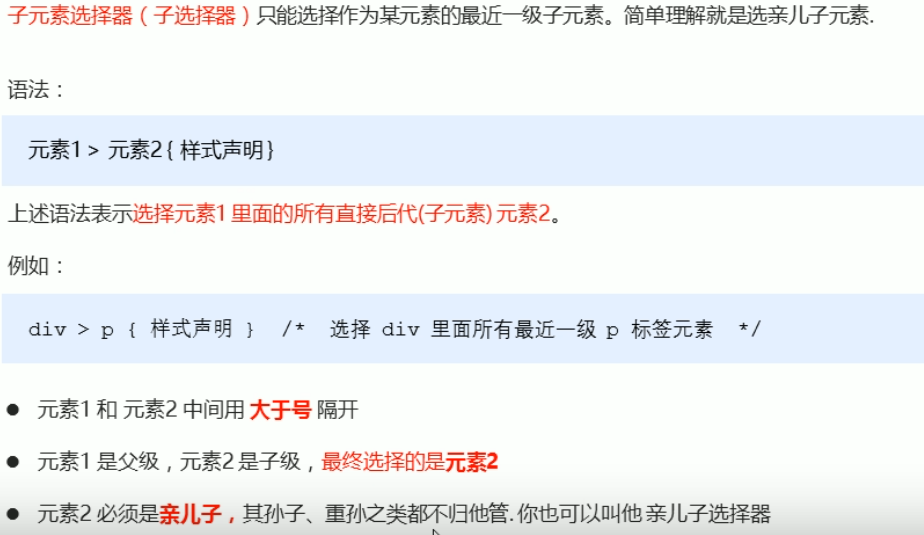 子元素选择器（子选择器）只能选择作为某元素的最近一级子元素。简单理解就是选亲儿子元素.
语法：
元素1 > 元素2{ 样式声明 }
上述语法表示选择元素1 里面的所有直接后代(子元素) 元素2。
例如：
div > p { 样式声明 }  /*  选择 div 里面所有最近一级 p 标签元素  */
● 元素1 和 元素2 中间用 大于号 隔开
● 元素1 是父级，元素2 是子级，最终选择的是元素2
● 元素2 必须是亲儿子，其孙子、重孙之类都不归他管. 你也可以叫他 亲儿子选择器